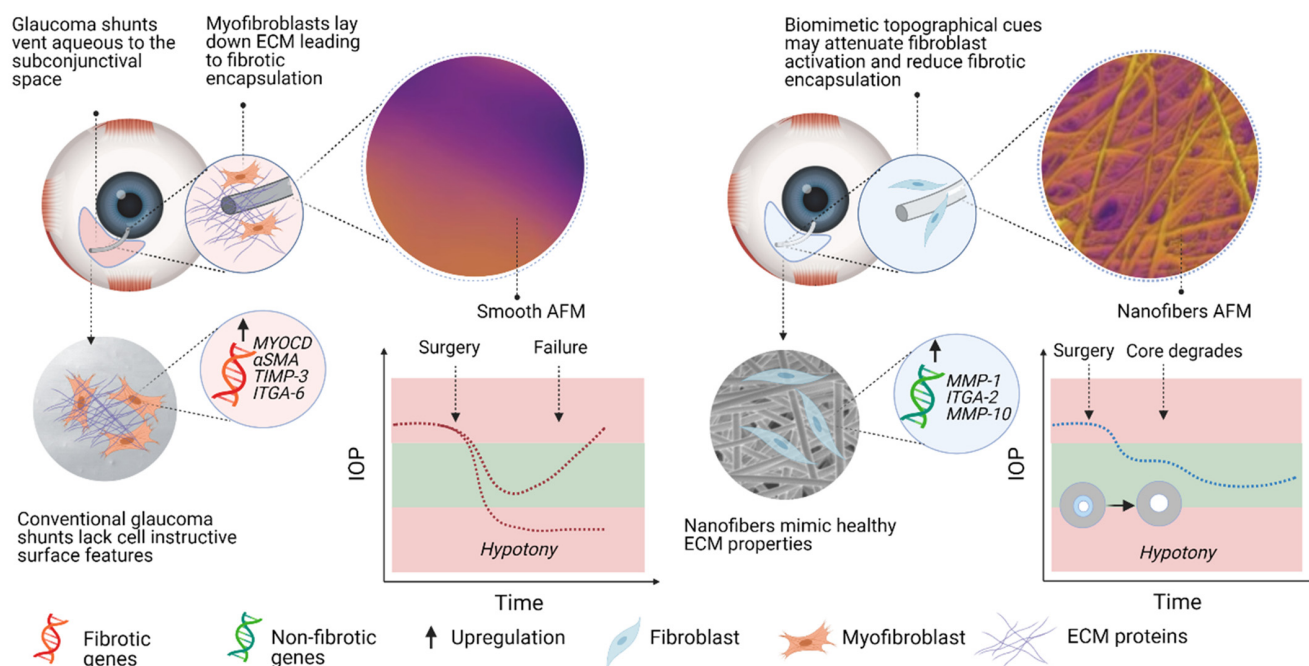 Glaucoma shunts
vent aqueous to the
subconjunctival
space
Myofibroblasts lay
down ECM leading
to fibrotic
encapsulation
Smooth AFM
MYOCD
αSMA
TIMP-3
ITGA-6
Conventional glaucoma
shunts lack cell instructive
surface features
Surgery
Failure
IOP
Hypotony
Time
Biomimetic topographical cues
may attenuate fibroblast
activation and reduce fibrotic
encapsulation
Nanofibers AFM
MMP-1
ITGA-2
MMP-10
Nanofibers mimic healthy
ECM properties
Surgery
Core degrades
IOP
Hypotony
Time
Fibrotic
genes
Non-fibrotic
genes
Upregulation
Fibroblast
Myofibroblast
ECM proteins